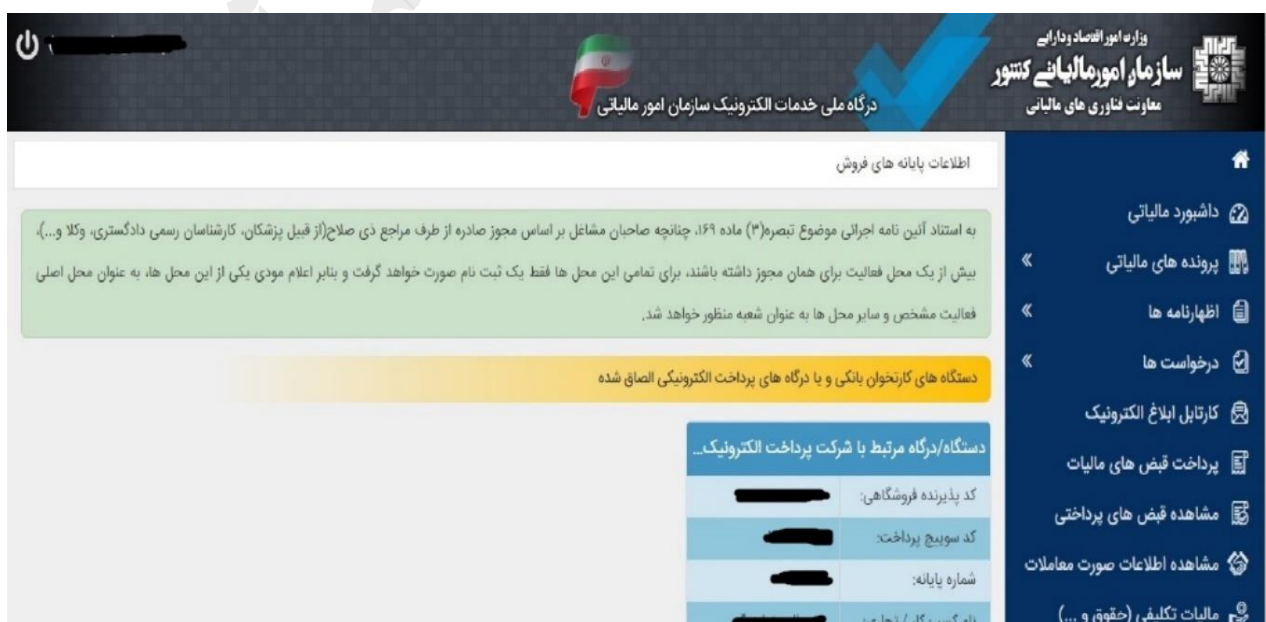 وزارت امور اقتصاد و دارایی
سازمان امور مالیاتی کشور
معاونت فناوری های مالیاتی
درگاه ملی خدمات الکترونیک سازمان امور مالیاتی
داشبورد مالیاتی
پرونده های مالیاتی
اظهارنامه ها
درخواست ها
کارتابل ابلاغ الکترونیک
پرداخت قبض های مالیات
مشاهده قبض های پرداختی
مشاهده اطلاعات صورت معاملات
مالیات تکلیفی (حقوق و ...)
اطلاعات پایانه های فروش
به استناد آئین نامه اجرائی موضوع تبصره(۳) ماده ۱۶۹، چنانچه صاحبان مشاغل بر اساس مجوز صادره از طرف مراجع ذی صلاح(از قبیل پزشکان، کارشناسان رسمی دادگستری، وکلا و...)،
بیش از یک محل فعالیت برای همان مجوز داشته باشند، برای تمامی این محل ها فقط یک ثبت نام صورت خواهد گرفت و بنابر اعلام مودی یکی از این محل ها، به عنوان محل اصلی
فعالیت مشخص و سایر محل ها به عنوان شعبه منظور خواهد شد.
دستگاه های کارتخوان بانکی و یا درگاه های پرداخت الکترونیکی الصاق شده
دستگاه/درگاه مرتبط با شرکت پرداخت الکترونیک...
کد پذیرنده فروشگاهی:
کد سوییچ پرداخت:
شماره پایانه: